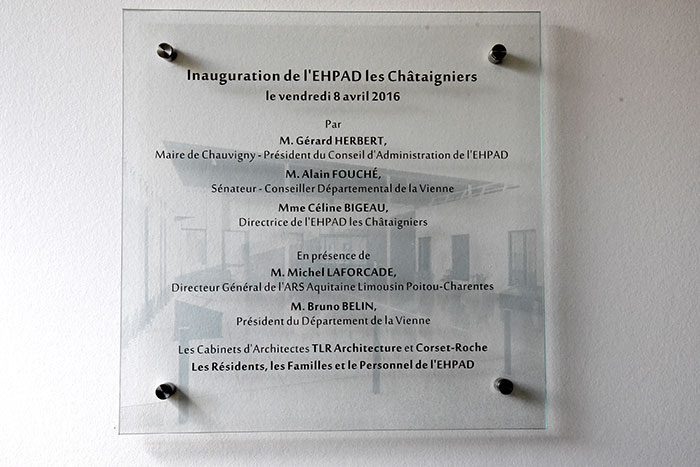 Inauguration de l'EHPAD les Châtaigniers
le vendredi 8 avril 2016
Par
M. Gérard HERBERT,
Maire de Chauvigny - Président du Conseil d'Administration de l'EHPAD
M. Alain FOUCHÉ,
Sénateur - Conseiller Départemental de la Vienne
Mme Céline BIGEAU,
Directrice de l'EHPAD les Châtaigniers
En présence de
M. Michel LAFORCADE,
Directeur Général de l'ARS Aquitaine Limousin Poitou-Charentes
M. Bruno BELIN,
Président du Département de la Vienne
Les Cabinets d'Architectes TLR Architecture et Corset-Roche
Les Résidents, les Familles et le Personnel de l'EHPAD